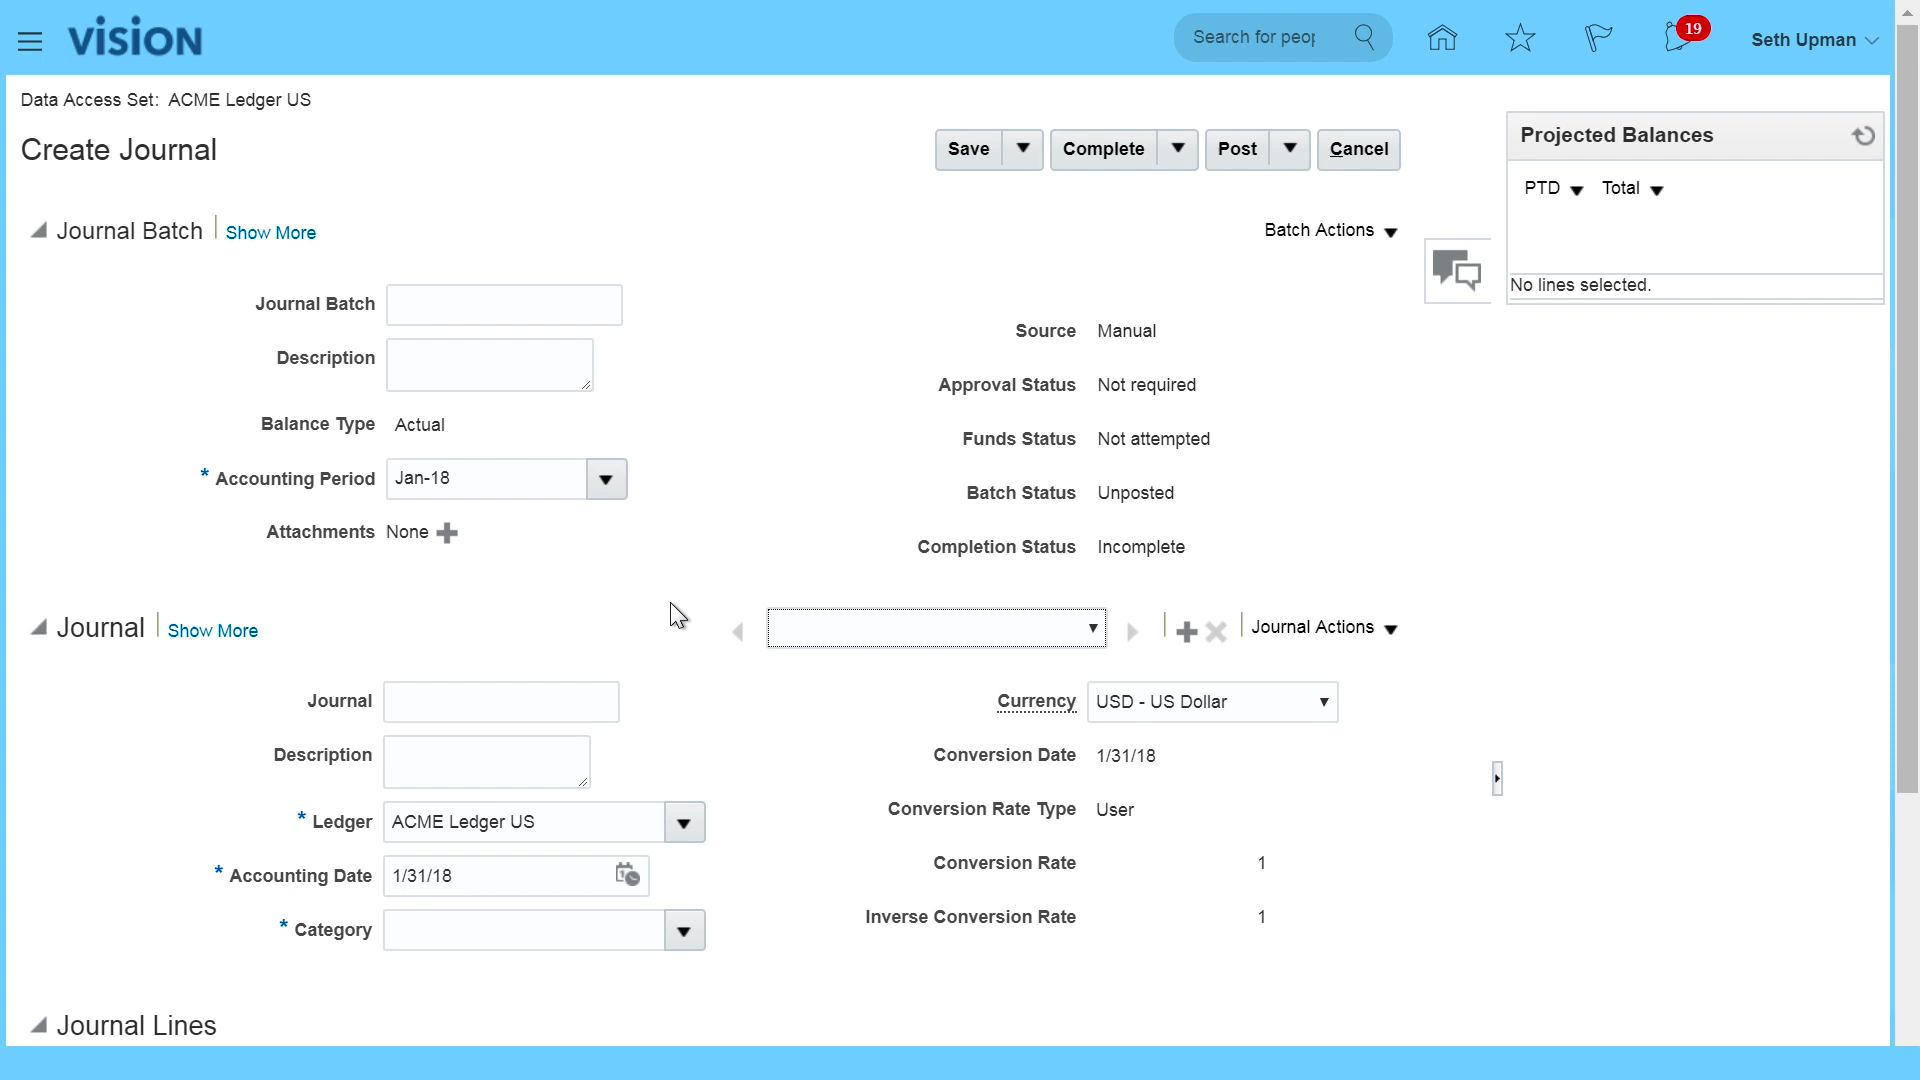 vision
Search for peop
19
Seth Upman
Data Access Set: ACME Ledger US
Create Journal
Save
Complete
Post
Cancel
Projected Balances
PTD
Total
No lines selected.
Journal Batch
Show More
Batch Actions
Journal Batch
Description
Balance Type Actual
* Accounting Period Jan-18
Attachments None
Source Manual
Approval Status Not required
Funds Status Not attempted
Batch Status Unposted
Completion Status Incomplete
Journal
Show More
Journal Actions
Journal
Description
* Ledger ACME Ledger US
* Accounting Date 1/31/18
* Category
Currency USD - US Dollar
Conversion Date 1/31/18
Conversion Rate Type User
Conversion Rate 1
Inverse Conversion Rate 1
Journal Lines